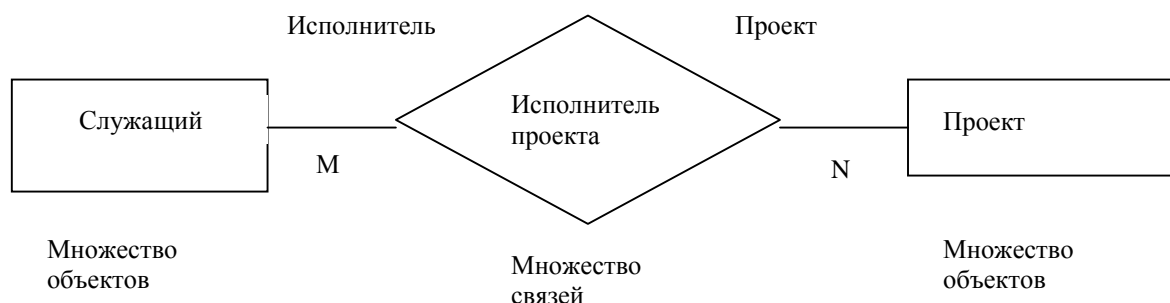 Исполнитель
Проект
Служащий
Исполнитель
проекта
Проект
M
N
Множество
объектов
Множество
связей
Множество
объектов